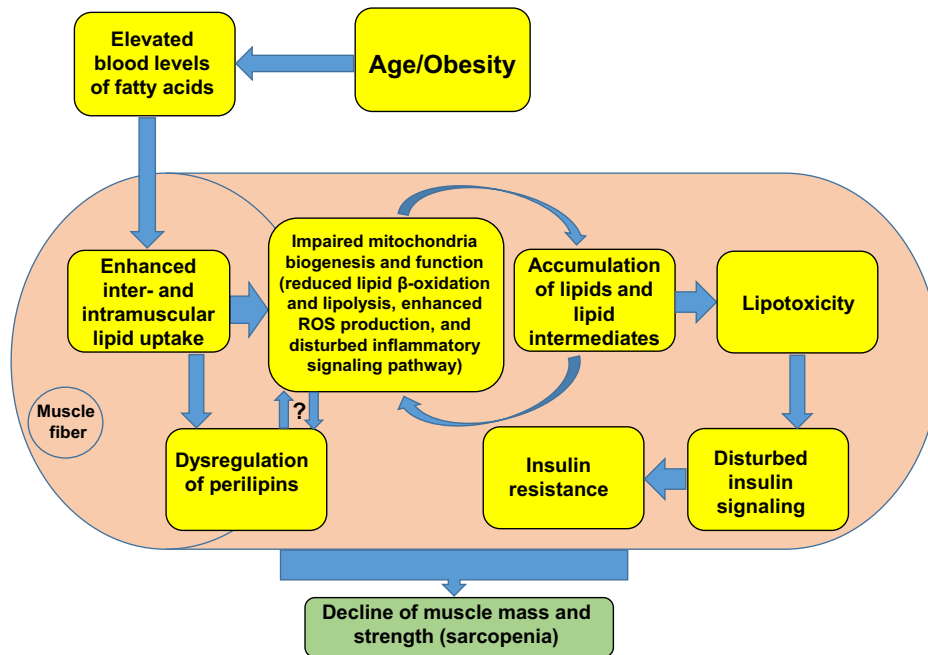 Elevated
blood levels
of fatty acids
Age/Obesity
Enhanced
inter- and
intramuscular
lipid uptake
Impaired mitochondria
biogenesis and function
(reduced lipid β-oxidation
and lipolysis, enhanced
ROS production, and
disturbed inflammatory
signaling pathway)
Accumulation
of lipids and
lipid
intermediates
Lipotoxicity
Muscle
fiber
?
Dysregulation
of perilipins
Insulin
resistance
Disturbed
insulin
signaling
Decline of muscle mass and
strength (sarcopenia)